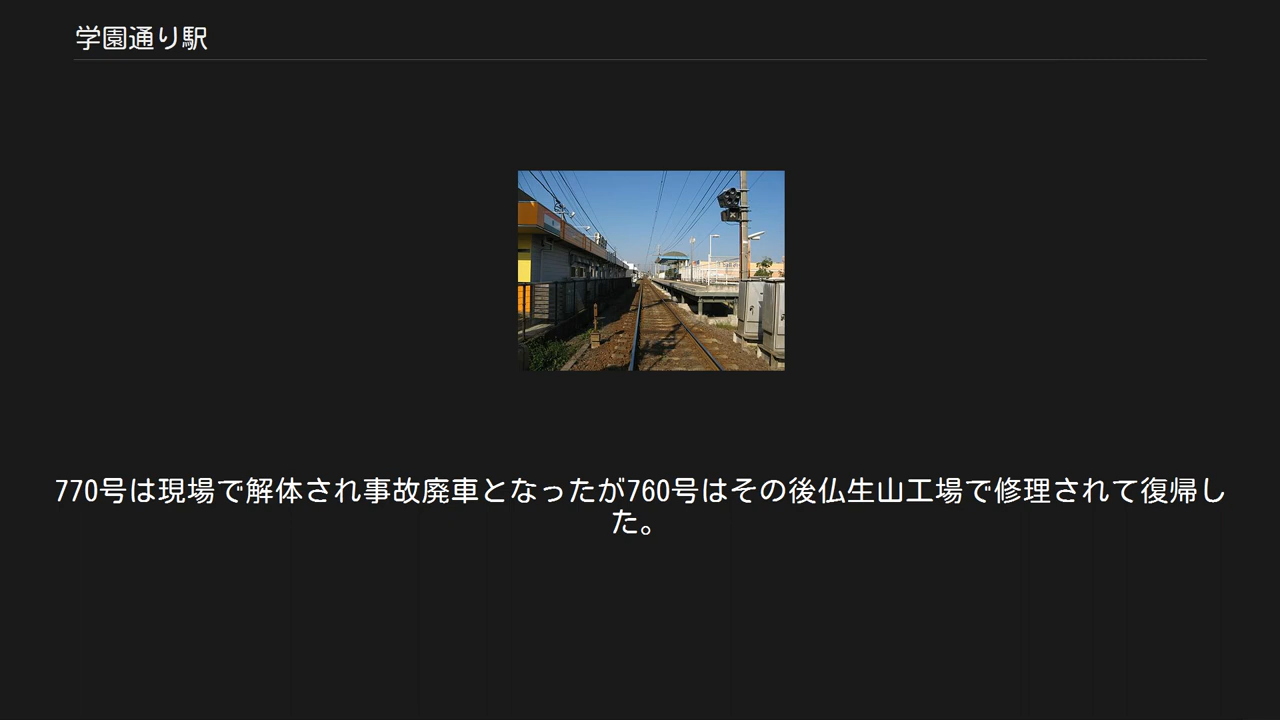 学園通り駅
770号は現場で解体され事故廃車となったが760号はその後仏生山工場で修理されて復帰し
た。